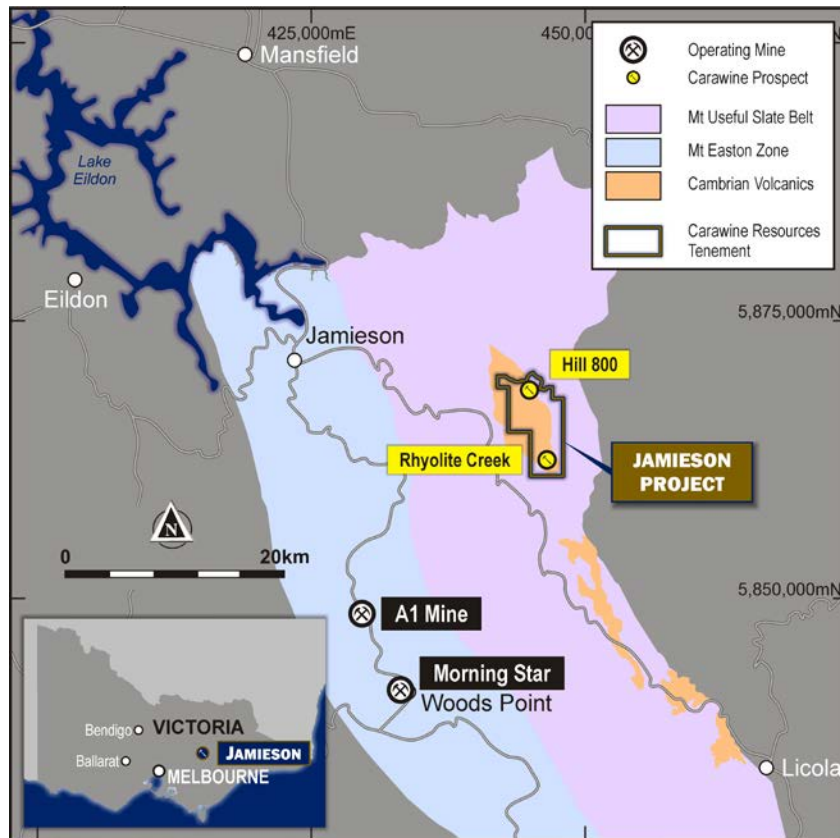 425,000mE
450,000
Mansfield
Operating Mine
Carawine Prospect
Mt Useful Slate Belt
Mt Easton Zone
Cambrian Volcanics
Carawine Resources
Tenement
Lake
Eildon
Eildon
5,875,000mN
Jamieson
Hill 800
Rhyolite Creek
JAMIESON
PROJECT
N
0
20km
5,850,000mN
A1 Mine
Morning Star
Woods Point
Licola
Bendigo
VICTORIA
JAMIESON
Ballarat
MELBOURNE